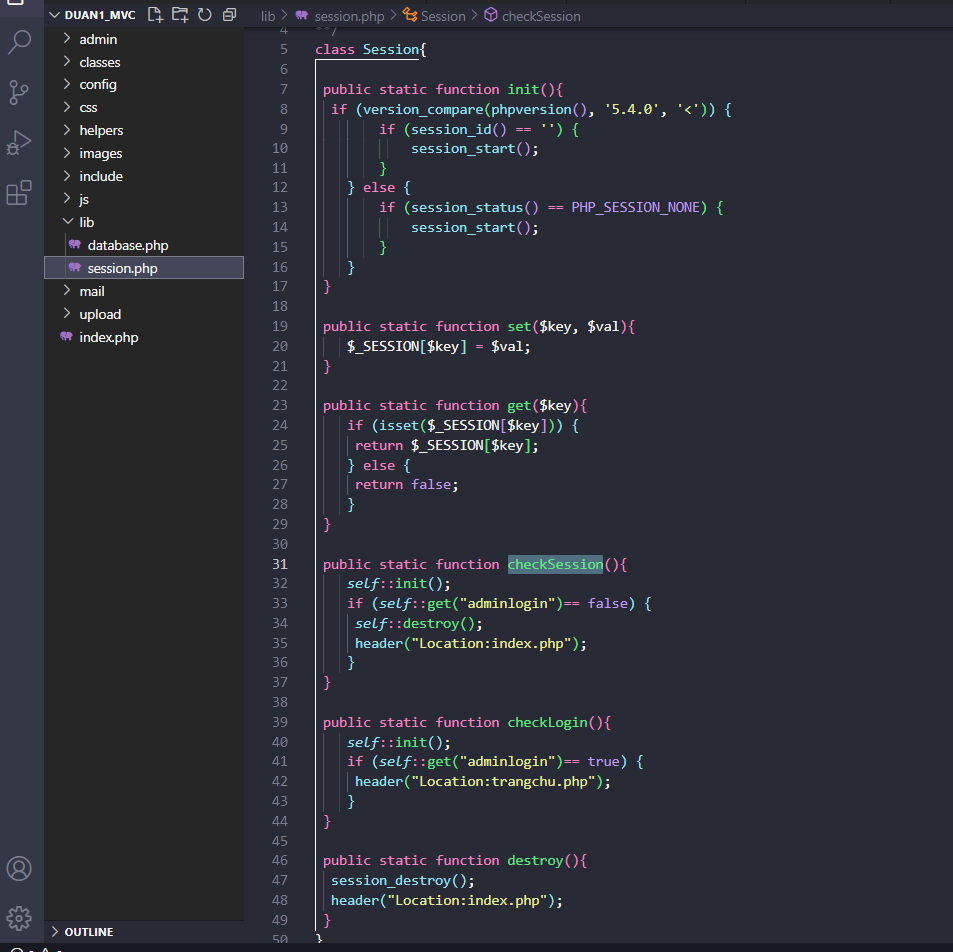 DUAN1_MVC
admin
classes
config
css
helpers
images
include
js
lib
database.php
session.php
mail
upload
index.php
OUTLINE
lib > session.php > Session > checkSession
4 **/
5 class Session{
6
7 public static function init(){
8 if (version_compare(phpversion(), '5.4.0', '<')) {
9 if (session_id() == '') {
10 session_start();
11 }
12 } else {
13 if (session_status() == PHP_SESSION_NONE) {
14 session_start();
15 }
16 }
17 }
18
19 public static function set($key, $val){
20 $_SESSION[$key] = $val;
21 }
22
23 public static function get($key){
24 if (isset($_SESSION[$key])) {
25 return $_SESSION[$key];
26 } else {
27 return false;
28 }
29 }
30
31 public static function checkSession(){
32 self::init();
33 if (self::get("adminlogin")== false) {
34 self::destroy();
35 header("Location:index.php");
36 }
37 }
38
39 public static function checkLogin(){
40 self::init();
41 if (self::get("adminlogin")== true) {
42 header("Location:trangchu.php");
43 }
44 }
45
46 public static function destroy(){
47 session_destroy();
48 header("Location:index.php");
49 }
50 }